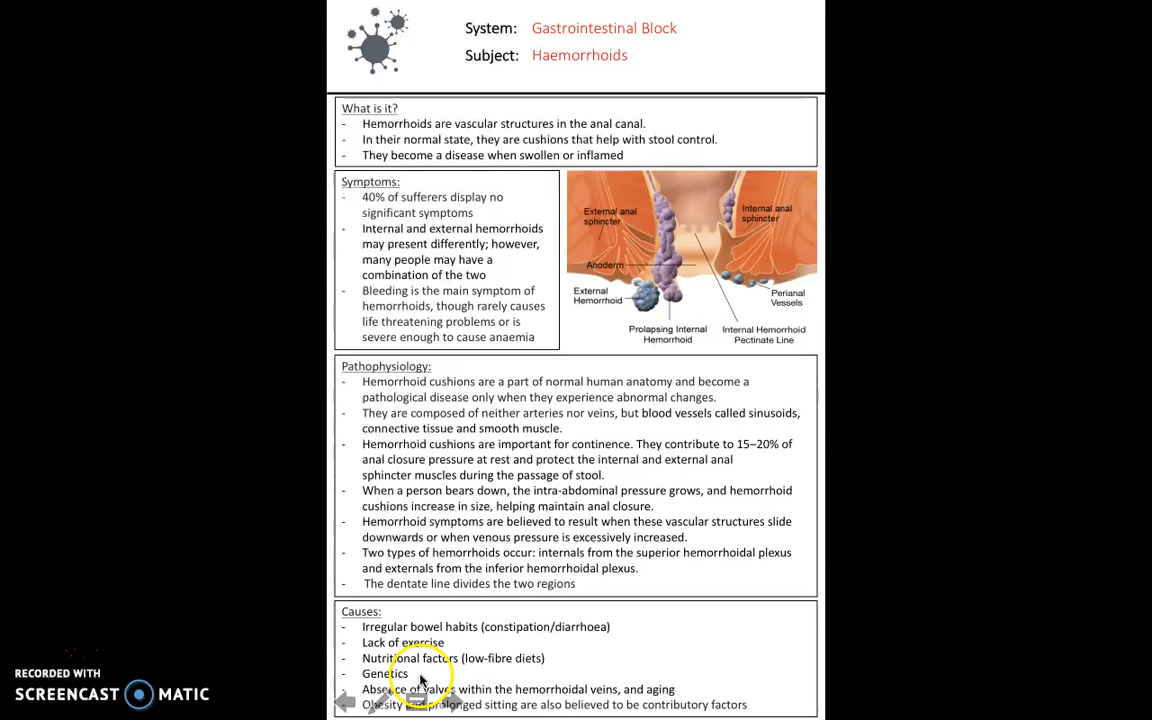 System: Gastrointestinal Block
Subject: Haemorrhoids
What is it?
- Hemorrhoids are vascular structures in the anal canal.
- In their normal state, they are cushions that help with stool control.
- They become a disease when swollen or inflamed
Symptoms:
- 40% of sufferers display no
significant symptoms
- Internal and external hemorrhoids
may present differently; however,
many people may have a
combination of the two
- Bleeding is the main symptom of
hemorrhoids, though rarely causes
life threatening problems or is
severe enough to cause anaemia
External anal
sphincter
Internal anal
sphincter
Anoderm
External
Hemorrhoid
Perianal
Vessels
Prolapsing Internal
Hemorrhoid
Internal Hemorrhoid
Pectinate Line
Pathophysiology:
- Hemorrhoid cushions are a part of normal human anatomy and become a
pathological disease only when they experience abnormal changes.
- They are composed of neither arteries nor veins, but blood vessels called sinusoids,
connective tissue and smooth muscle.
- Hemorrhoid cushions are important for continence. They contribute to 15–20% of
anal closure pressure at rest and protect the internal and external anal
sphincter muscles during the passage of stool.
- When a person bears down, the intra-abdominal pressure grows, and hemorrhoid
cushions increase in size, helping maintain anal closure.
- Hemorrhoid symptoms are believed to result when these vascular structures slide
downwards or when venous pressure is excessively increased.
- Two types of hemorrhoids occur: internals from the superior hemorrhoidal plexus
and externals from the inferior hemorrhoidal plexus.
- The dentate line divides the two regions
Causes:
- Irregular bowel habits (constipation/diarrhoea)
- Lack of exercise
- Nutritional factors (low-fibre diets)
- Genetics
- Absence of valves within the hemorrhoidal veins, and aging
- Obesity and prolonged sitting are also believed to be contributory factors
RECORDED WITH
SCREENCAST MATIC